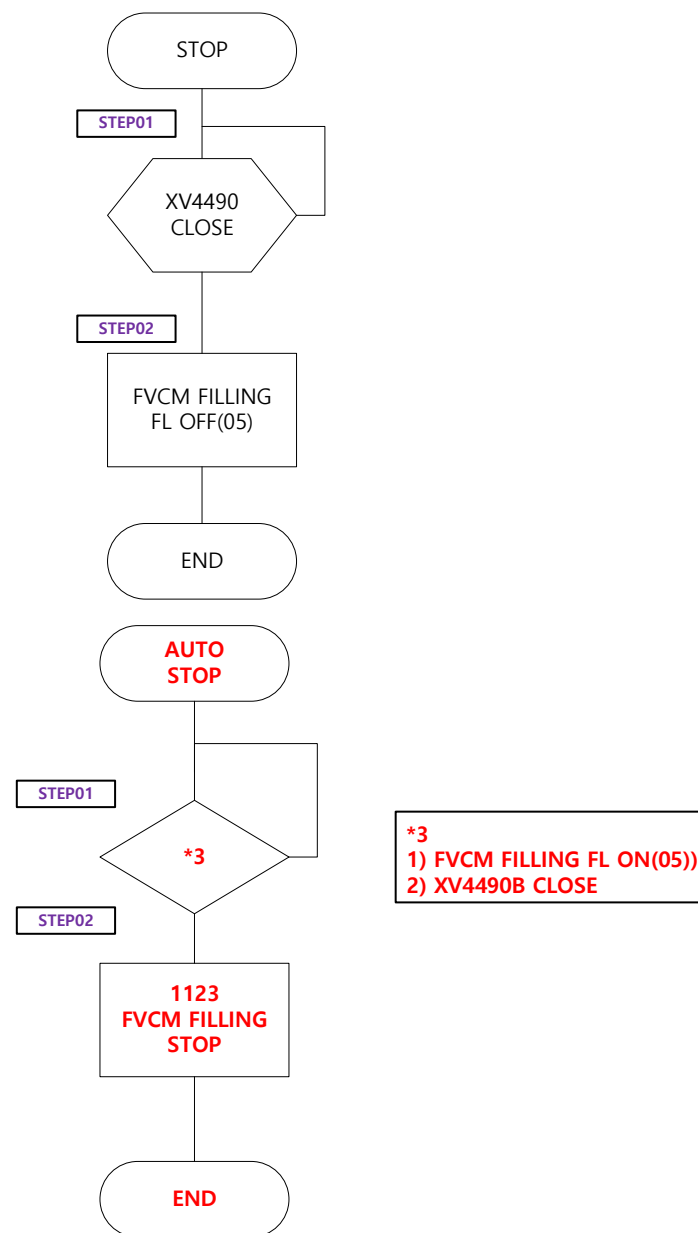 STOP
STEP01
XV4490
CLOSE
STEP02
FVCM FILLING
FL OFF(05)
END
AUTO
STOP
STEP01
*3
*3
1) FVCM FILLING FL ON(05))
2) XV4490B CLOSE
STEP02
1123
FVCM FILLING
STOP
END